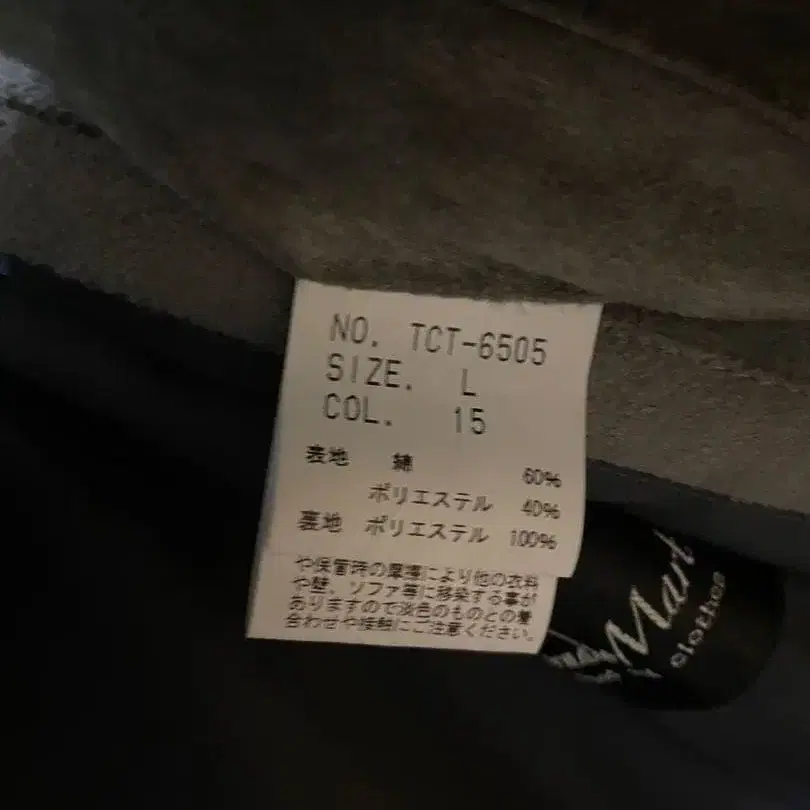 NO. TCT-6505
SIZE. L
COL. 15
表地 綿 60%
ポリエステル 40%
裏地 ポリエステル 100%
や保管時の摩擦により他の衣料
や壁、ソファ等に移染する事が
ありますので淡色のものとの着
合わせや接触にご注意ください。
Mart
clothes